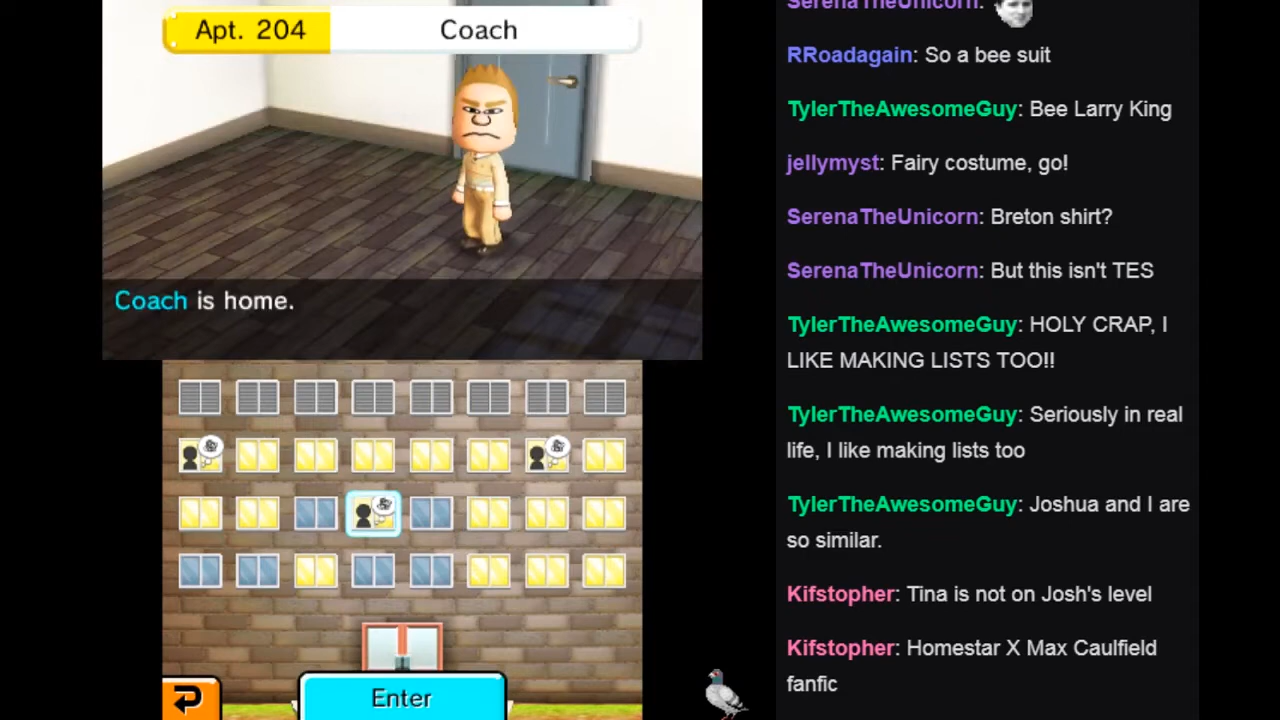 Apt. 204
Coach
Coach is home.
Enter
SerenaTheUnicorn:
RRoadagain: So a bee suit
TylerTheAwesomeGuy: Bee Larry King
jellymyst: Fairy costume, go!
SerenaTheUnicorn: Breton shirt?
SerenaTheUnicorn: But this isn't TES
TylerTheAwesomeGuy: HOLY CRAP, I
LIKE MAKING LISTS TOO!!
TylerTheAwesomeGuy: Seriously in real
life, I like making lists too
TylerTheAwesomeGuy: Joshua and I are
so similar.
Kifstopher: Tina is not on Josh's level
Kifstopher: Homestar X Max Caulfield
fanfic